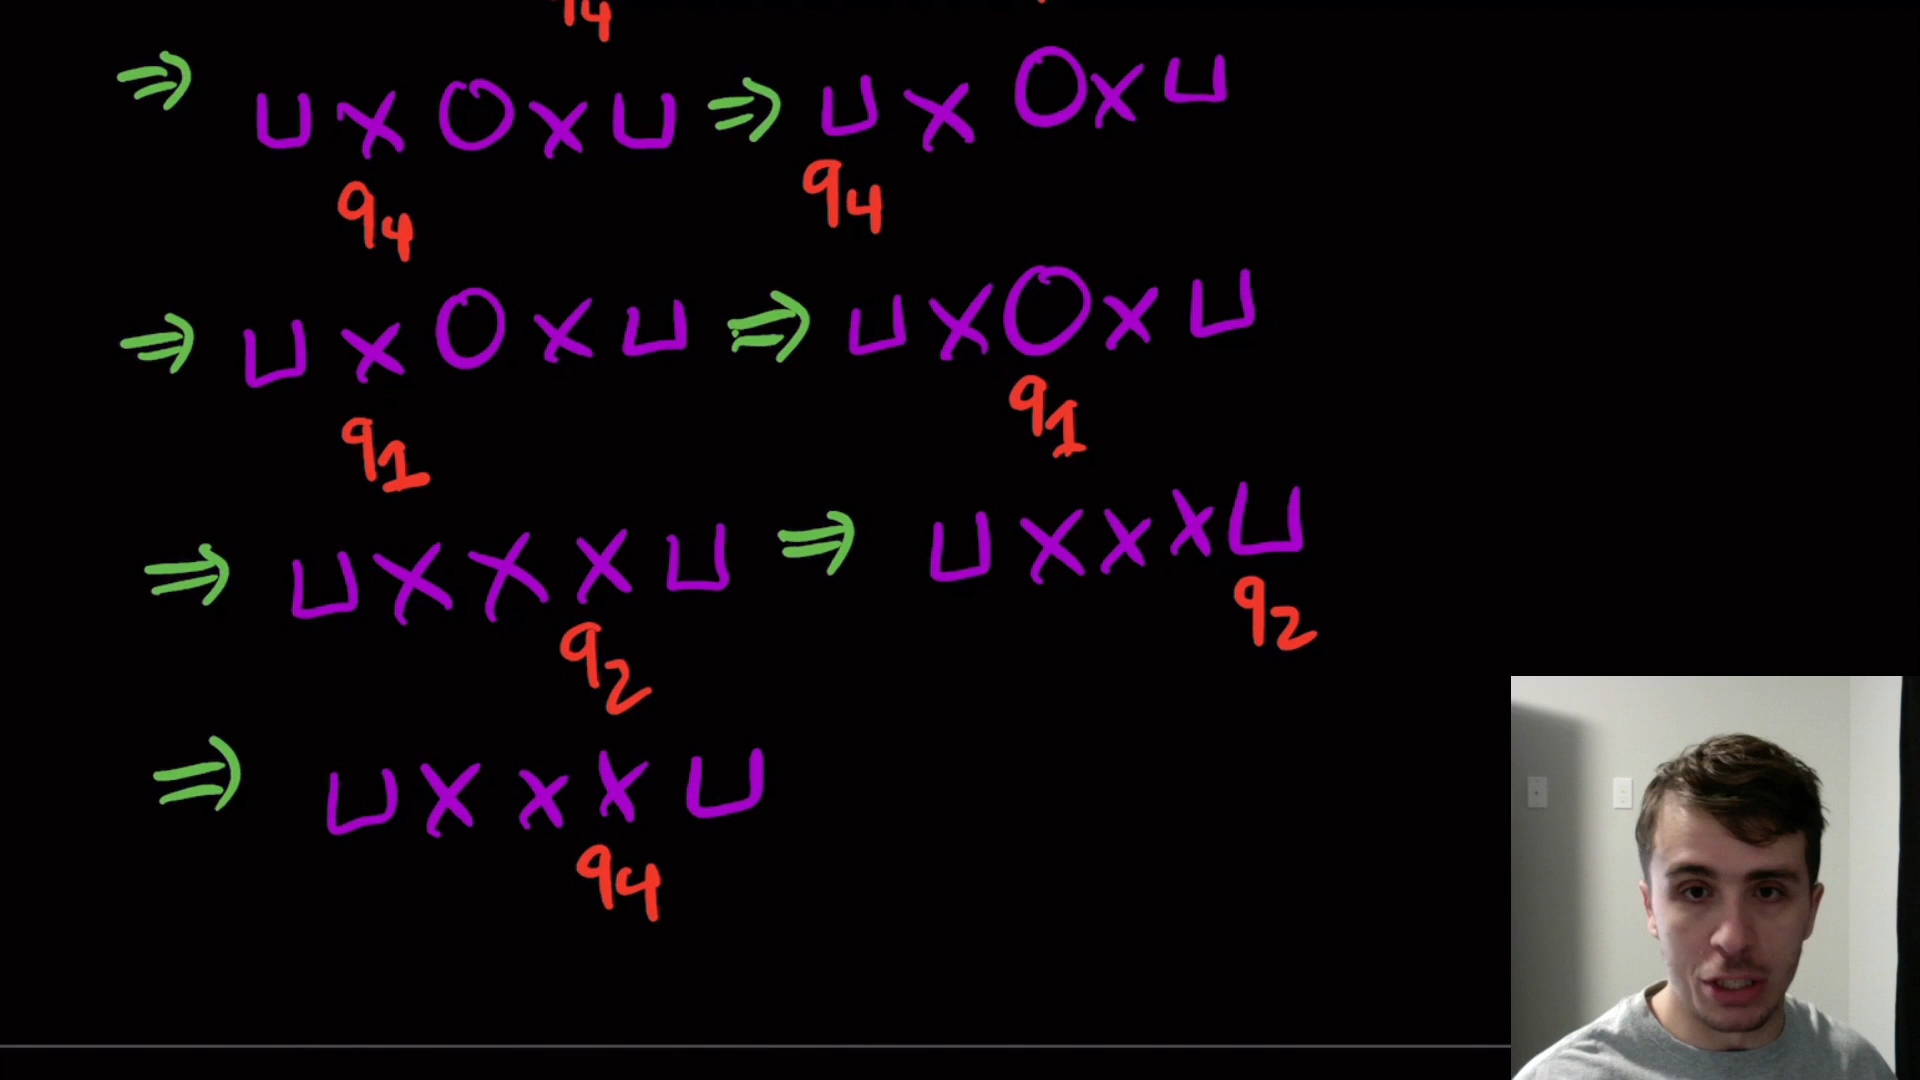 q4
⇒ ⊔ x 0 x ⊔ ⇒ ⊔ x 0 x ⊔
q4 q4
⇒ ⊔ x 0 x ⊔ ⇒ ⊔ x 0 x ⊔
q1 q1
⇒ ⊔ x x x ⊔ ⇒ ⊔ x x x ⊔
q2 q2
⇒ ⊔ x x x ⊔
q4